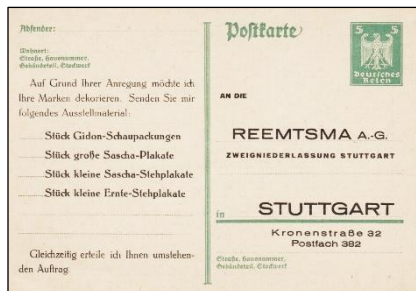 Absender:
Wohnort:
Straße, Hausnummer,
Gebäudeteil, Stockwerk
Auf Grund Ihrer Anregung möchte ich
Ihre Marken dekorieren. Senden Sie mir
folgendes Ausstellmaterial:
Stück Gidon-Schaupackungen
Stück große Sascha-Plakate
Stück kleine Sascha-Stehplakate
Stück kleine Ernte-Stehplakate
Gleichzeitig erteile ich Ihnen umstehen-
den Auftrag
Postkarte
5 5
Deutsches
Reich
AN DIE
REEMTSMA A.-G.
ZWEIGNIEDERLASSUNG STUTTGART
in STUTTGART
Kronenstraße 32
Postfach 382
Straße, Hausnummer,
Gebäudeteil, Stockwerk